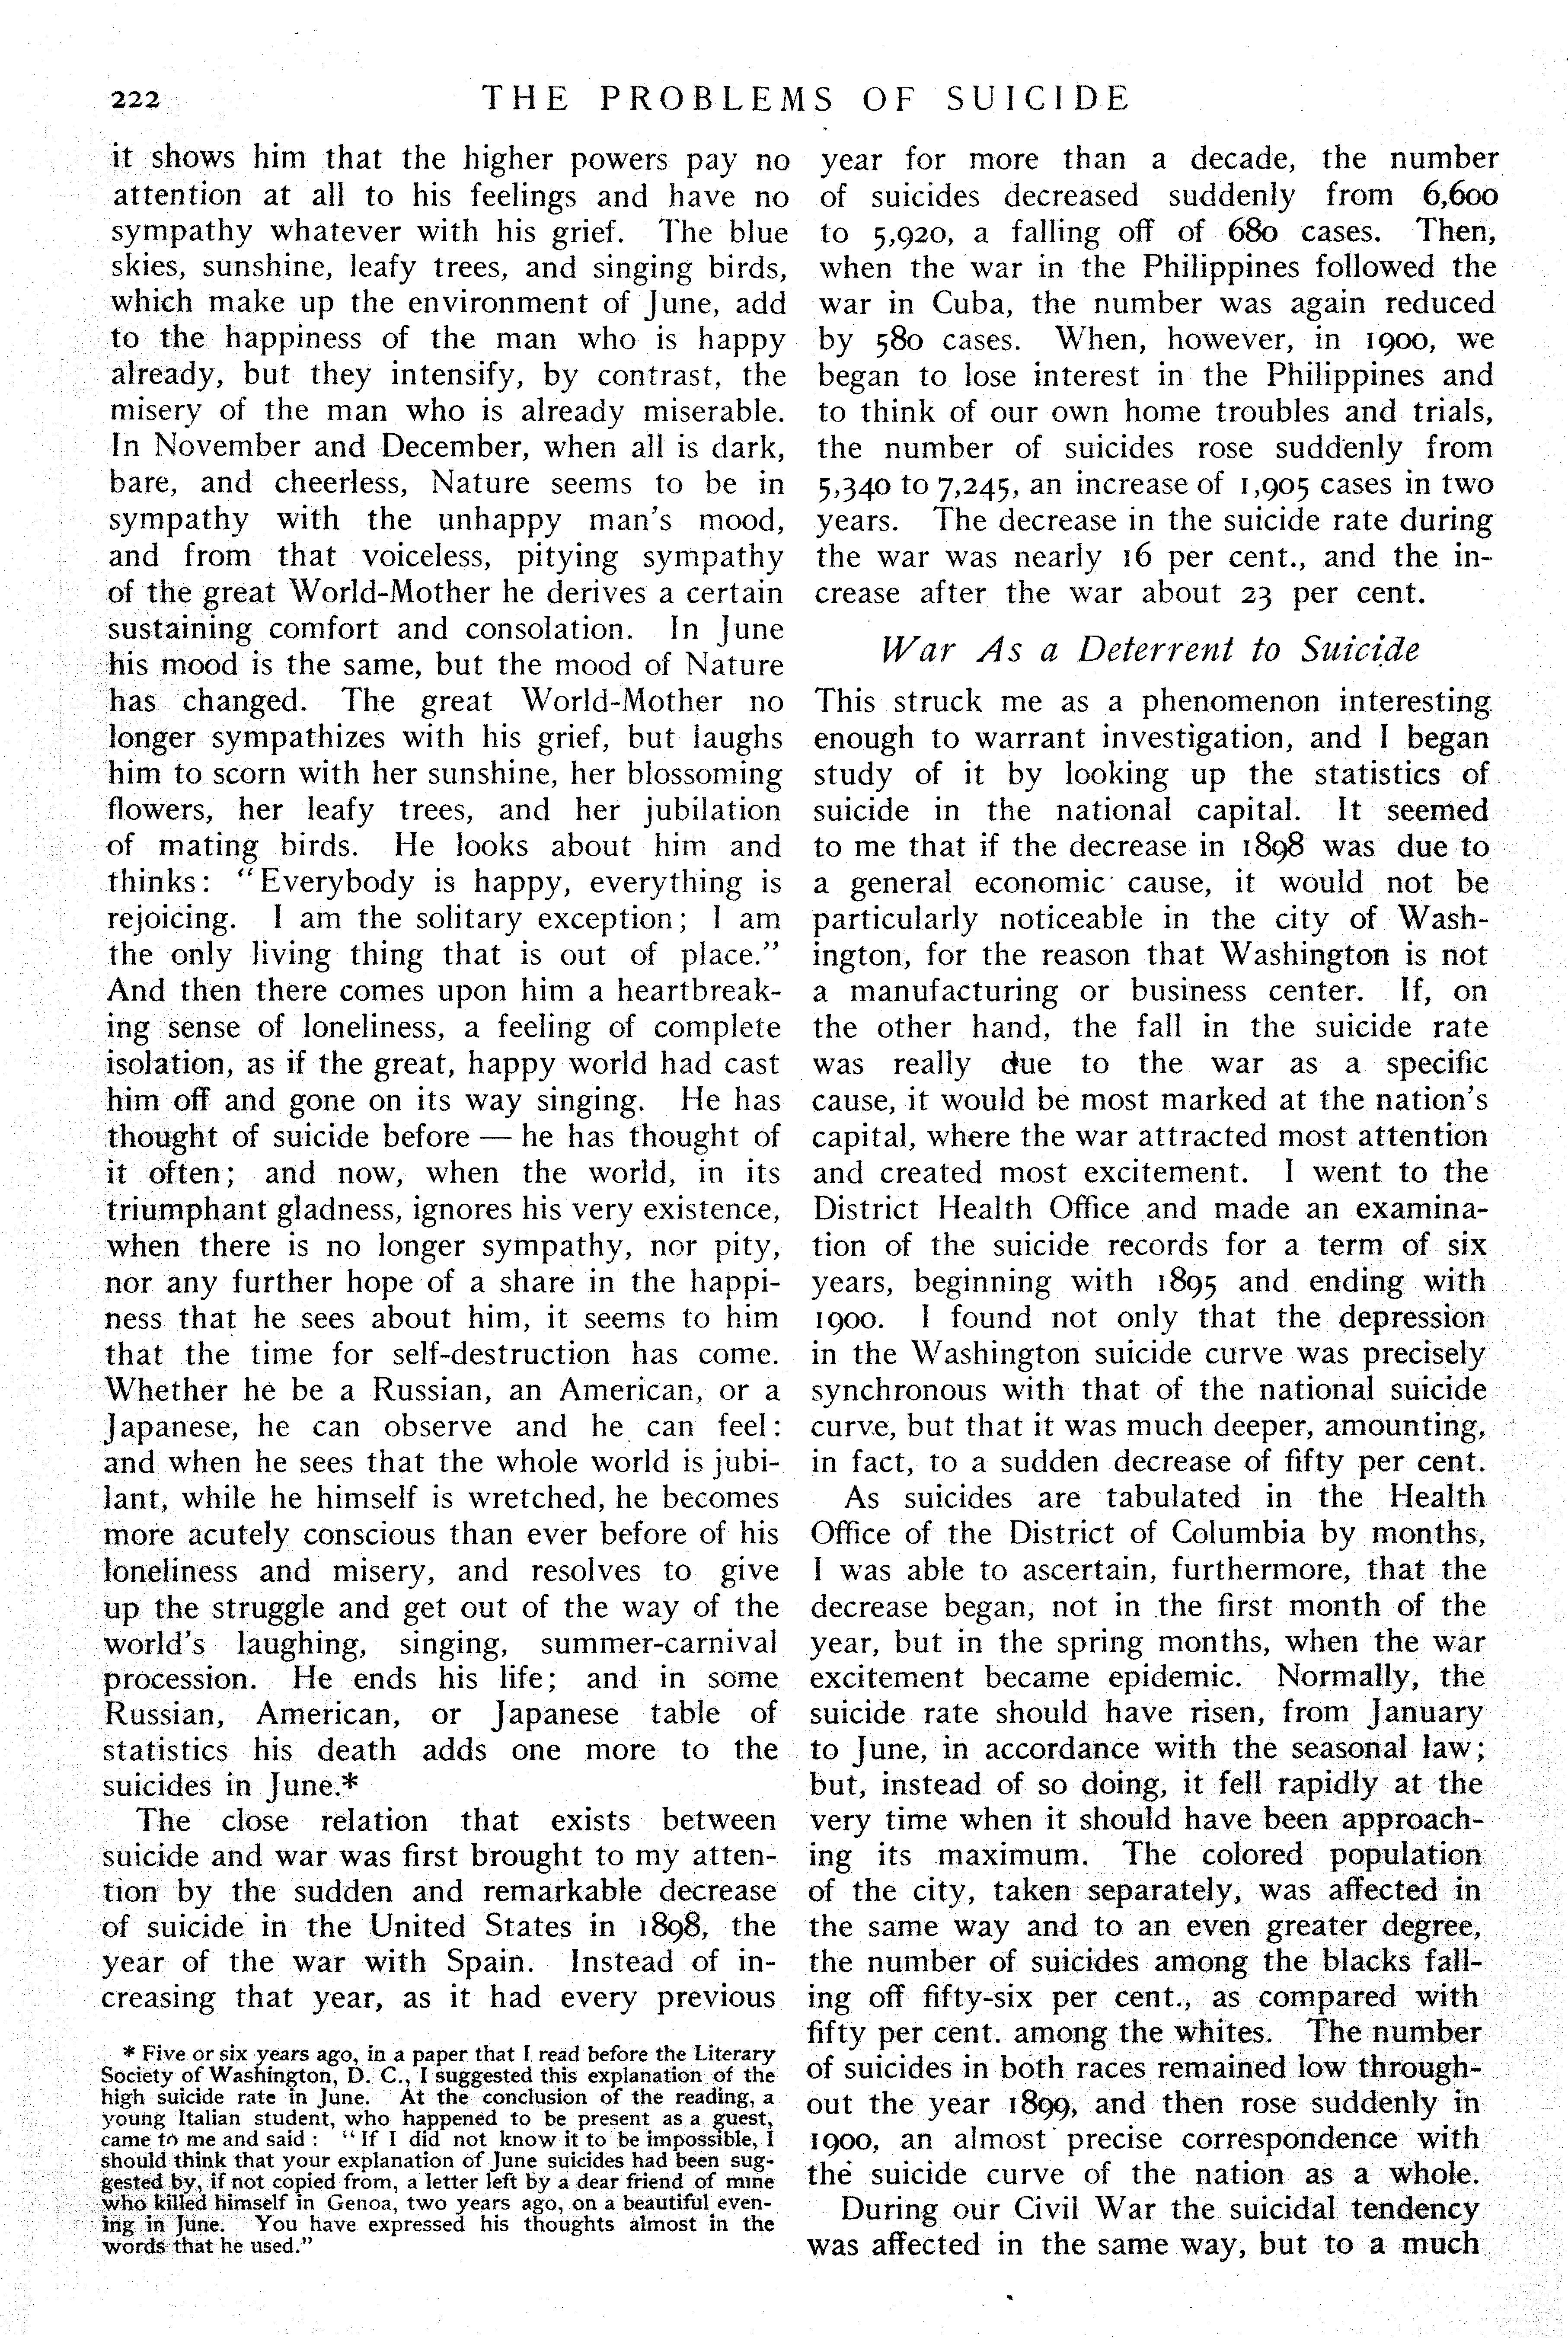 222
THE PROBLEMS OF SUICIDE
it shows him that the higher powers pay no
attention at all to his feelings and have no
sympathy whatever with his grief. The blue
skies, sunshine, leafy trees, and singing birds,
which make up the environment of June, add
to the happiness of the man who is happy
already, but they intensify, by contrast, the
misery of the man who is already miserable.
In November and December, when all is dark,
bare, and cheerless, Nature seems to be in
sympathy with the unhappy man's mood,
and from that voiceless, pitying sympathy
of the great World-Mother he derives a certain
sustaining comfort and consolation. In June
his mood is the same, but the mood of Nature
has changed. The great World-Mother no
longer sympathizes with his grief, but laughs
him to scorn with her sunshine, her blossoming
flowers, her leafy trees, and her jubilation
of mating birds. He looks about him and
thinks: "Everybody is happy, everything is
rejoicing. I am the solitary exception; I am
the only living thing that is out of place."
And then there comes upon him a heartbreak-
ing sense of loneliness, a feeling of complete
isolation, as if the great, happy world had cast
him off and gone on its way singing. He has
thought of suicide before — he has thought of
it often; and now, when the world, in its
triumphant gladness, ignores his very existence,
when there is no longer sympathy, nor pity,
nor any further hope of a share in the happi-
ness that he sees about him, it seems to him
that the time for self-destruction has come.
Whether he be a Russian, an American, or a
Japanese, he can observe and he can feel:
and when he sees that the whole world is jubi-
lant, while he himself is wretched, he becomes
more acutely conscious than ever before of his
loneliness and misery, and resolves to give
up the struggle and get out of the way of the
world's laughing, singing, summer-carnival
procession. He ends his life; and in some
Russian, American, or Japanese table of
statistics his death adds one more to the
suicides in June.*
The close relation that exists between
suicide and war was first brought to my atten-
tion by the sudden and remarkable decrease
of suicide in the United States in 1898, the
year of the war with Spain. Instead of in-
creasing that year, as it had every previous
* Five or six years ago, in a paper that I read before the Literary
Society of Washington, D. C., I suggested this explanation of the
high suicide rate in June. At the conclusion of the reading, a
young Italian student, who happened to be present as a guest,
came to me and said: "If I did not know it to be impossible, I
should think that your explanation of June suicides had been sug-
gested by, if not copied from, a letter left by a dear friend of mine
who killed himself in Genoa, two years ago, on a beautiful even-
ing in June. You have expressed his thoughts almost in the
words that he used."
year for more than a decade, the number
of suicides decreased suddenly from 6,600
to 5,920, a falling off of 680 cases. Then,
when the war in the Philippines followed the
war in Cuba, the number was again reduced
by 580 cases. When, however, in 1900, we
began to lose interest in the Philippines and
to think of our own home troubles and trials,
the number of suicides rose suddenly from
5,340 to 7,245, an increase of 1,905 cases in two
years. The decrease in the suicide rate during
the war was nearly 16 per cent., and the in-
crease after the war about 23 per cent.
War As a Deterrent to Suicide
This struck me as a phenomenon interesting
enough to warrant investigation, and I began
study of it by looking up the statistics of
suicide in the national capital. It seemed
to me that if the decrease in 1898 was due to
a general economic cause, it would not be
particularly noticeable in the city of Wash-
ington, for the reason that Washington is not
a manufacturing or business center. If, on
the other hand, the fall in the suicide rate
was really due to the war as a specific
cause, it would be most marked at the nation's
capital, where the war attracted most attention
and created most excitement. I went to the
District Health Office and made an examina-
tion of the suicide records for a term of six
years, beginning with 1895 and ending with
1900. I found not only that the depression
in the Washington suicide curve was precisely
synchronous with that of the national suicide
curve, but that it was much deeper, amounting,
in fact, to a sudden decrease of fifty per cent.
As suicides are tabulated in the Health
Office of the District of Columbia by months,
I was able to ascertain, furthermore, that the
decrease began, not in the first month of the
year, but in the spring months, when the war
excitement became epidemic. Normally, the
suicide rate should have risen, from January
to June, in accordance with the seasonal law;
but, instead of so doing, it fell rapidly at the
very time when it should have been approach-
ing its maximum. The colored population
of the city, taken separately, was affected in
the same way and to an even greater degree,
the number of suicides among the blacks fall-
ing off fifty-six per cent., as compared with
fifty per cent. among the whites. The number
of suicides in both races remained low through-
out the year 1899, and then rose suddenly in
1900, an almost precise correspondence with
the suicide curve of the nation as a whole.
During our Civil War the suicidal tendency
was affected in the same way, but to a much